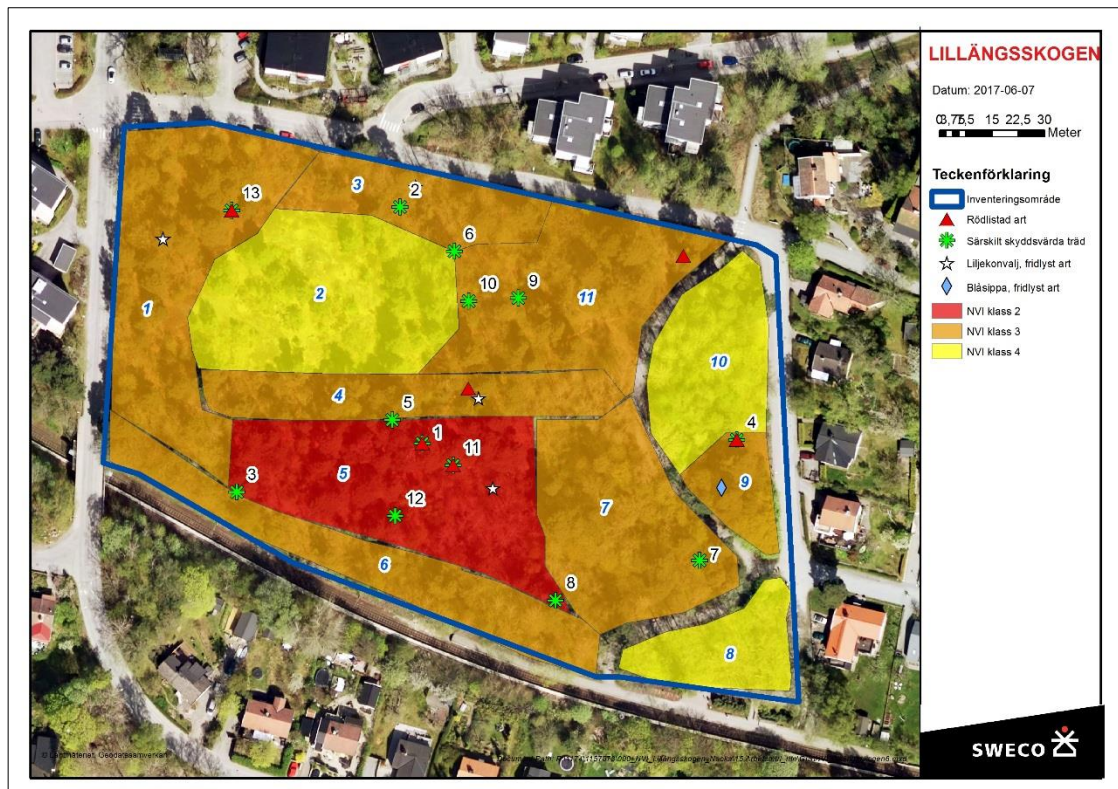 LILLÄNGSSKOGEN
Datum: 2017-06-07
15 22,5 30
Meter
Teckenförklaring
Inventeringsområde
Rödlistad art
Särskilt skyddsvärda träd
Liljekonvalj, fridlyst art
Blåsippa, fridlyst art
NVI klass 2
NVI klass 3
NVI klass 4
13
3
2
6
1
2
10
9
11
10
4
5
1
11
4
3
5
9
12
7
7
6
8
8
SWECO